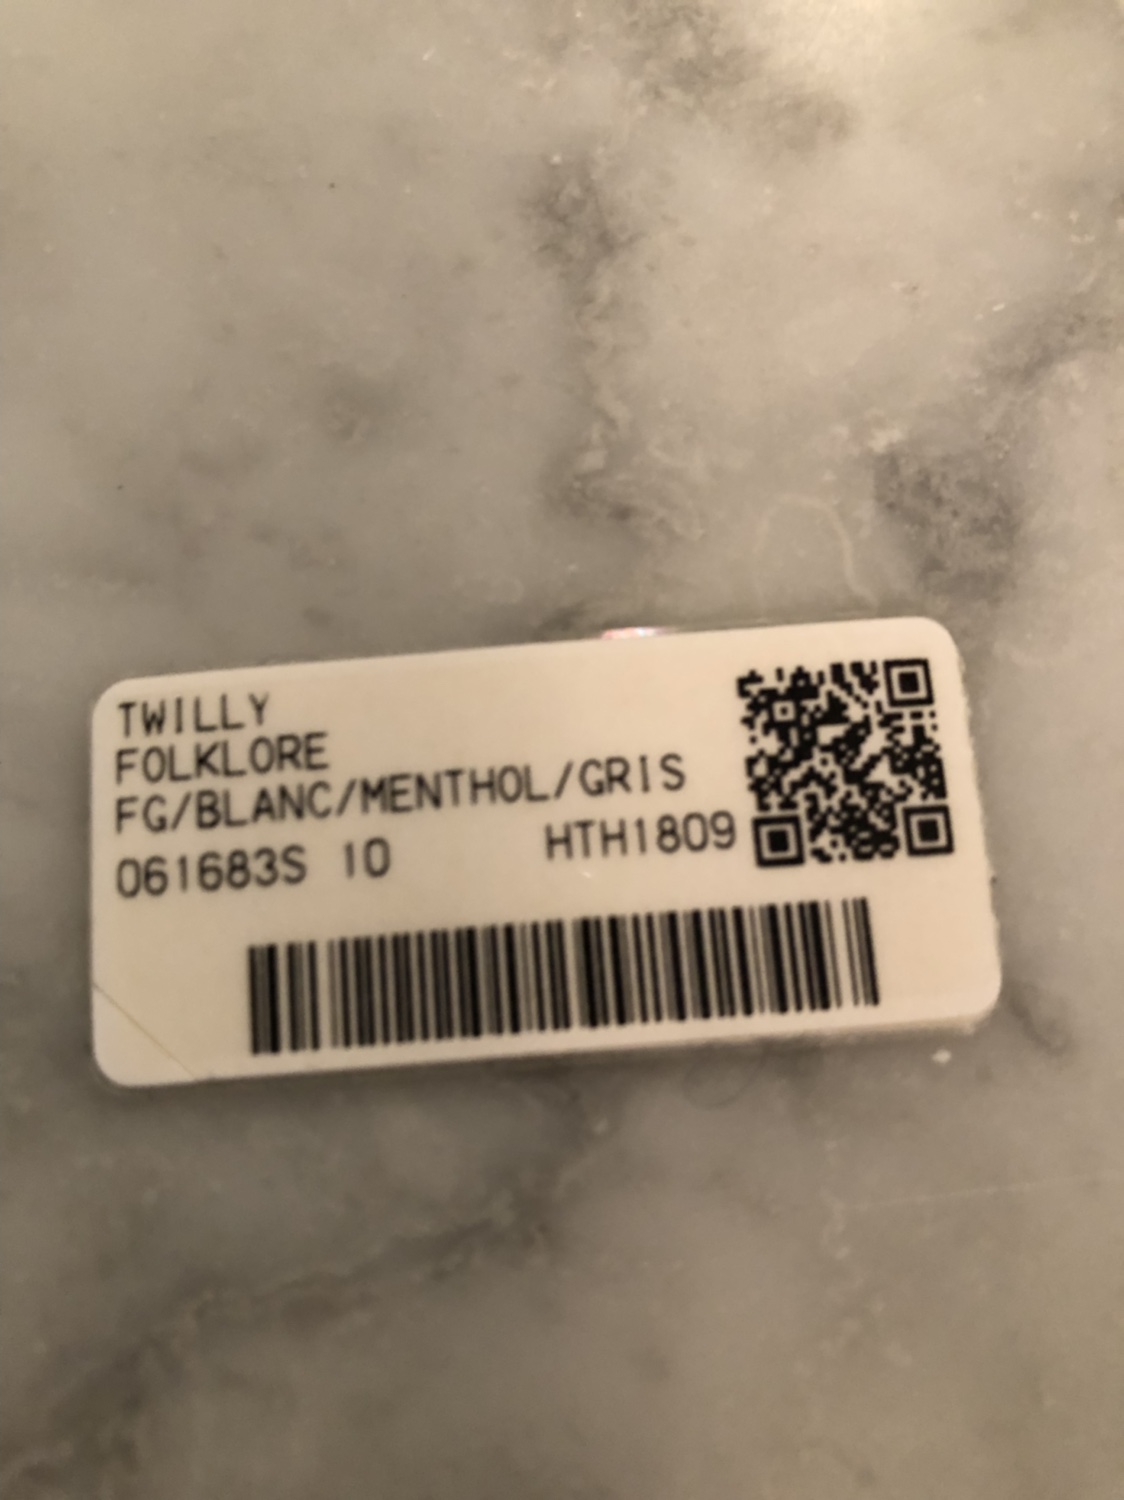 TWILLY
FOLKLORE
FG/BLANC/MENTHOL/GRIS
061683S 10 HTH1809